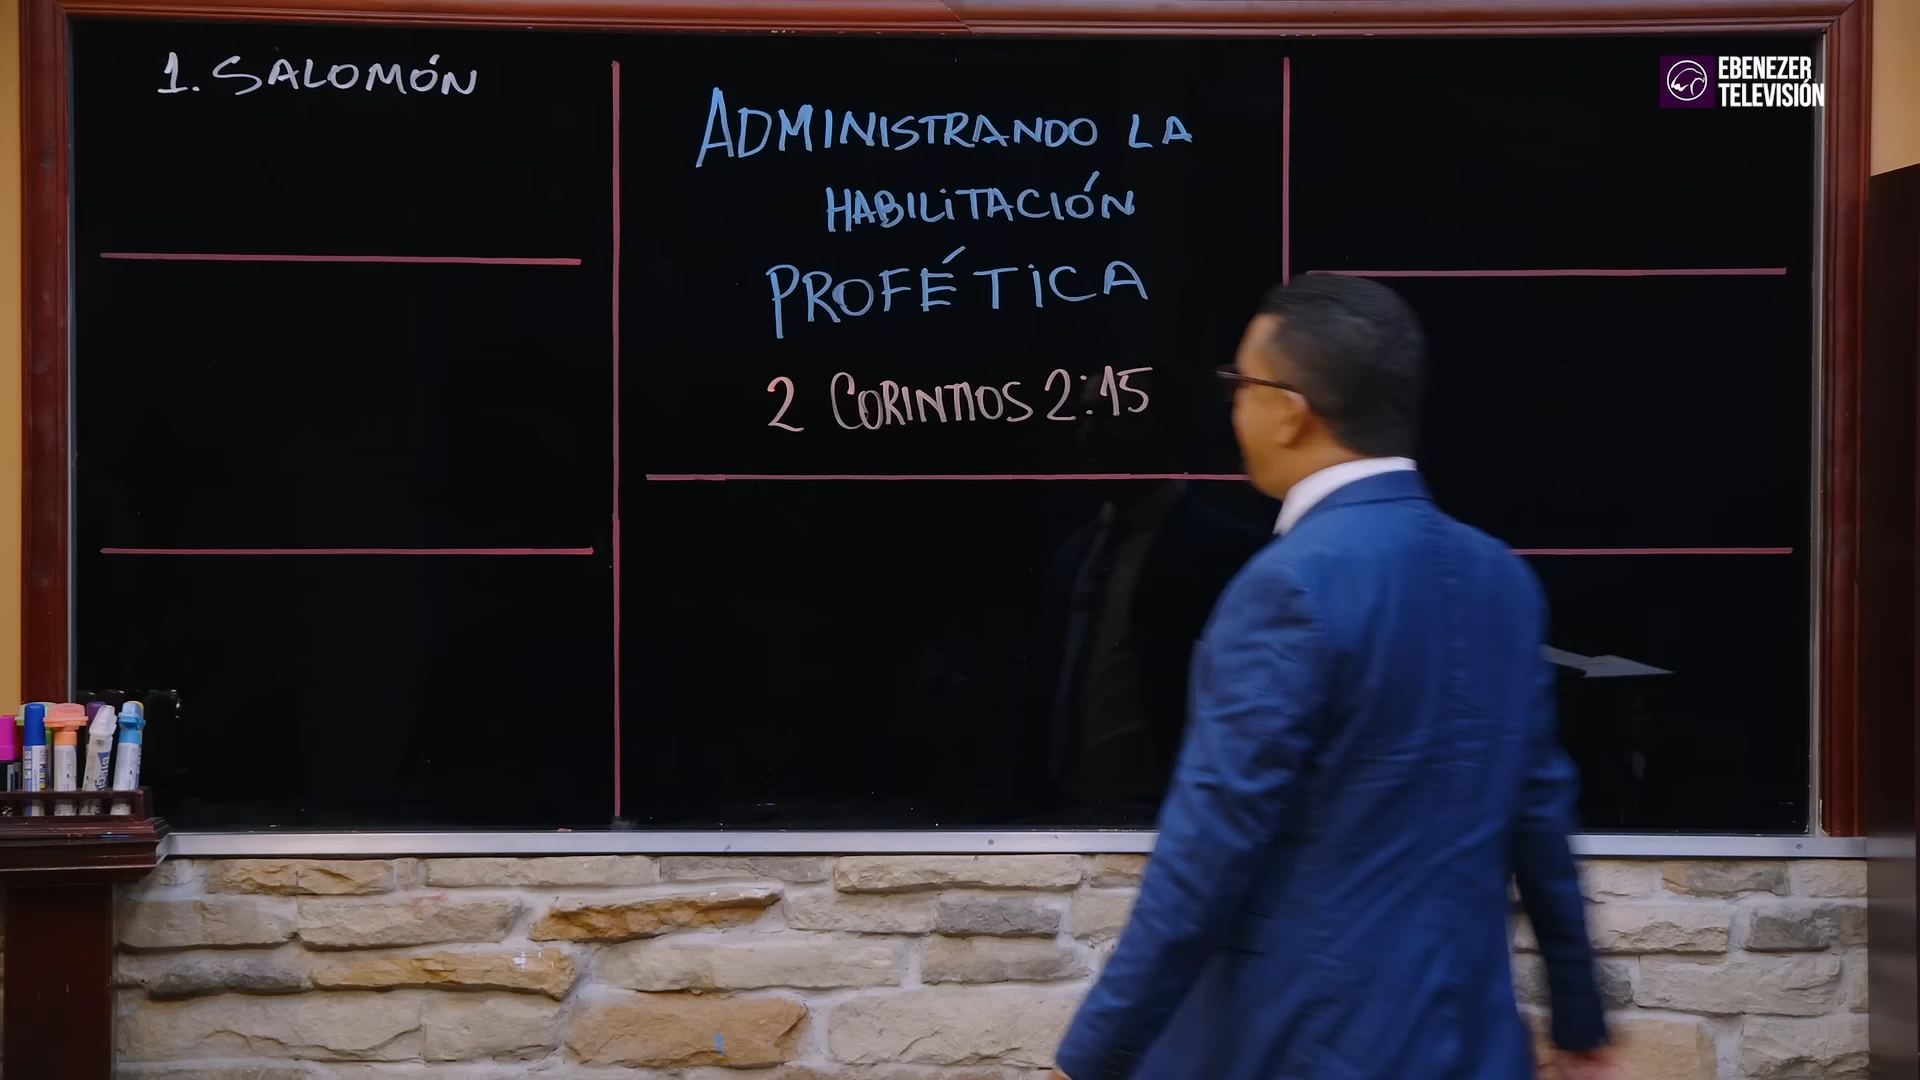 1. SALOMÓN
ADMINISTRANDO LA
HABILITACIÓN
PROFÉTICA
2 CORINTIOS 2:15
EBENEZER
TELEVISIÓN